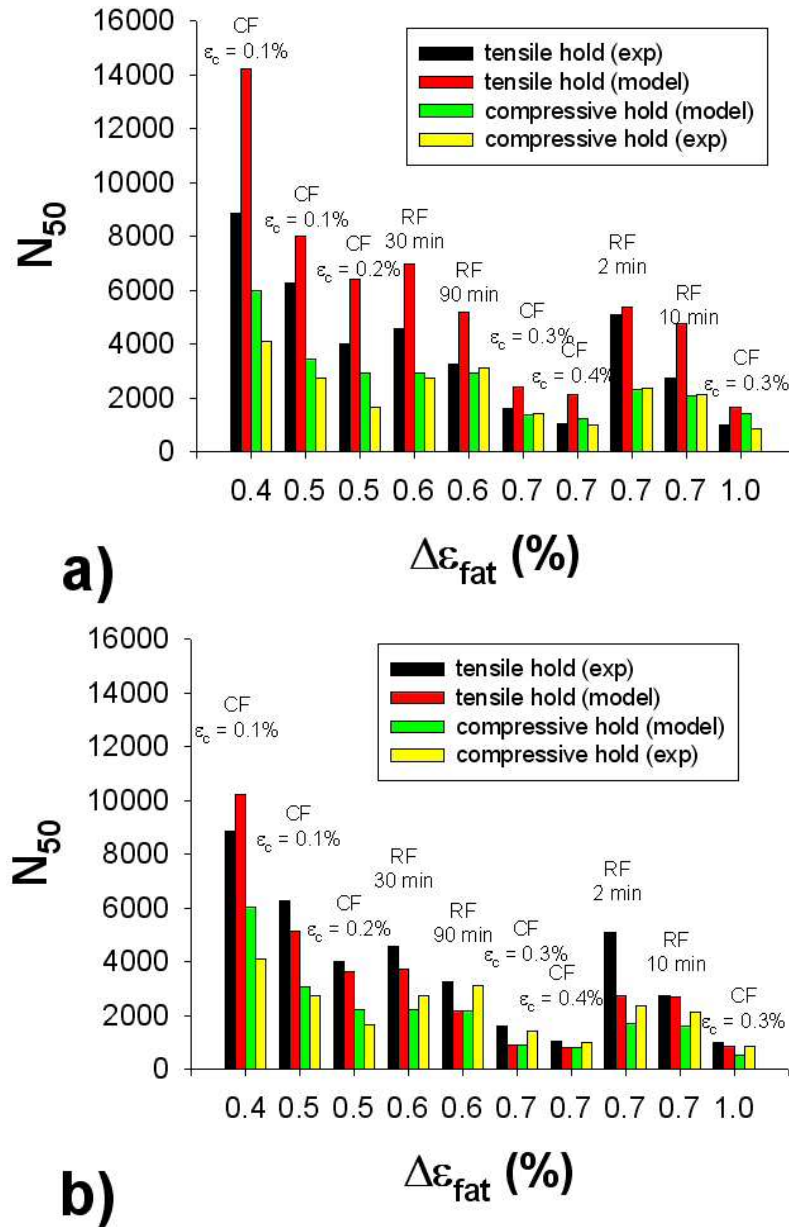 16000
14000
12000
10000
8000
6000
4000
2000
0
N50
CF
εc = 0.1%
CF
εc = 0.1%
CF
εc = 0.2%
RF
30 min
RF
90 min
CF
εc = 0.3%
CF
εc = 0.4%
RF
2 min
RF
10 min
CF
εc = 0.3%
tensile hold (exp)
tensile hold (model)
compressive hold (model)
compressive hold (exp)
0.4 0.5 0.5 0.6 0.6 0.7 0.7 0.7 0.7 1.0
Δεfat (%)
a)
16000
14000
12000
10000
8000
6000
4000
2000
0
N50
CF
εc = 0.1%
CF
εc = 0.1%
CF
εc = 0.2%
RF
30 min
RF
90 min
CF
εc = 0.3%
CF
εc = 0.4%
RF
2 min
RF
10 min
CF
εc = 0.3%
tensile hold (exp)
tensile hold (model)
compressive hold (model)
compressive hold (exp)
0.4 0.5 0.5 0.6 0.6 0.7 0.7 0.7 0.7 1.0
Δεfat (%)
b)